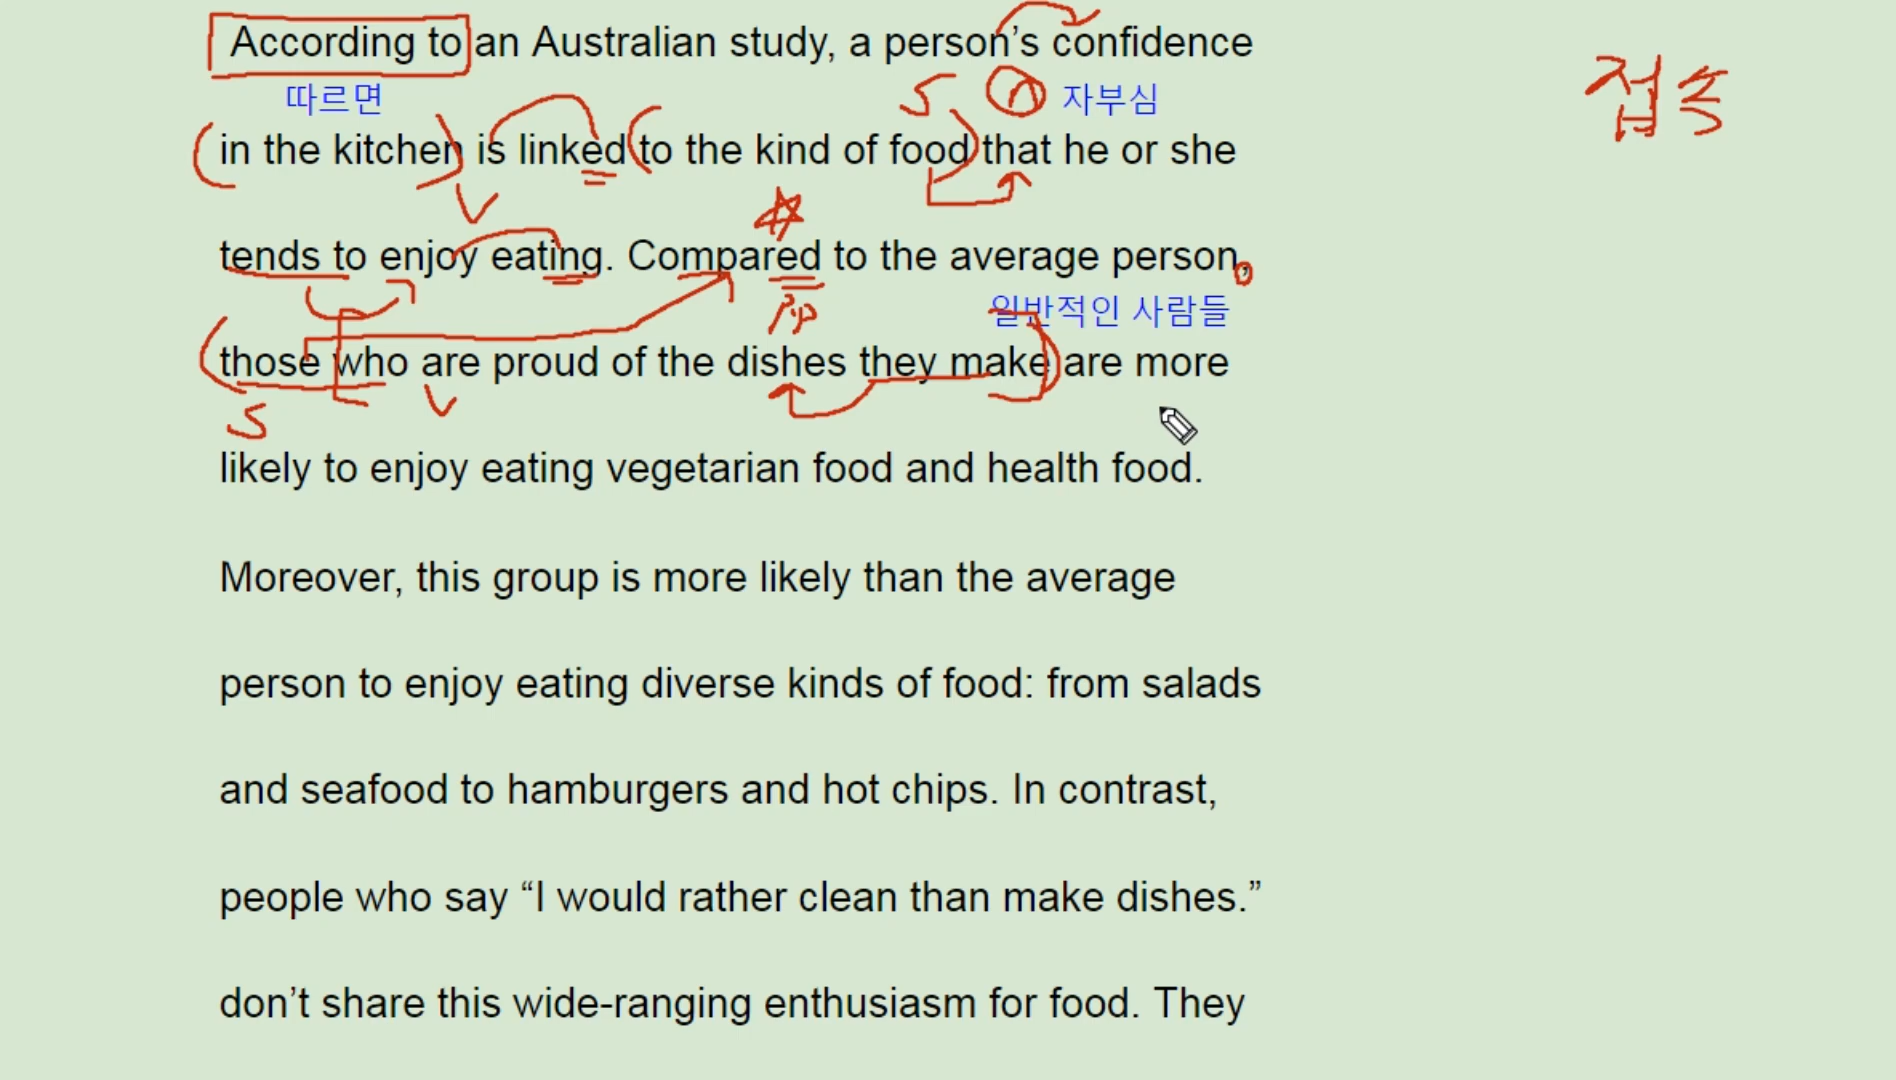 According to an Australian study, a person’s confidence
따르면
S
n
자부심
접속
in the kitchen is linked to the kind of food that he or she
V
tends to enjoy eating. Compared to the average person,
일반적인 사람들
those who are proud of the dishes they make are more
S
V
likely to enjoy eating vegetarian food and health food.
Moreover, this group is more likely than the average
person to enjoy eating diverse kinds of food: from salads
and seafood to hamburgers and hot chips. In contrast,
people who say “I would rather clean than make dishes.”
don’t share this wide-ranging enthusiasm for food. They